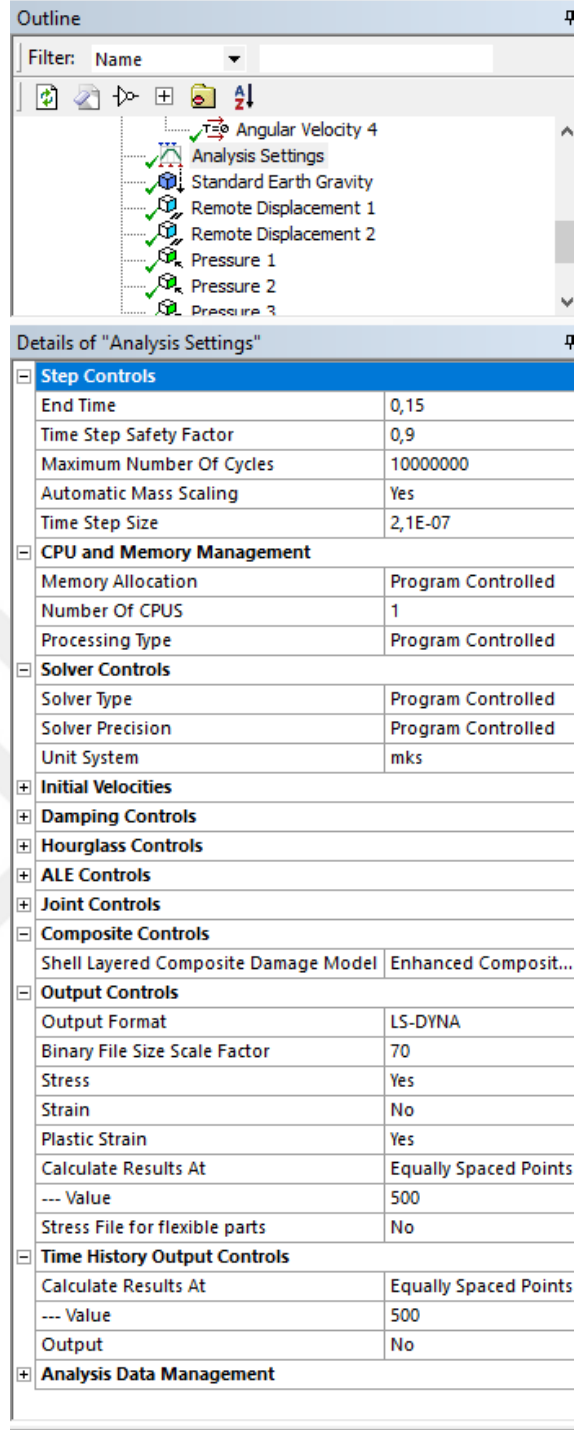 Outline
Filter: Name
Angular Velocity 4
Analysis Settings
Standard Earth Gravity
Remote Displacement 1
Remote Displacement 2
Pressure 1
Pressure 2
Pressure 3
Details of "Analysis Settings"
Step Controls
End Time 0,15
Time Step Safety Factor 0,9
Maximum Number Of Cycles 10000000
Automatic Mass Scaling Yes
Time Step Size 2,1E-07
CPU and Memory Management
Memory Allocation Program Controlled
Number Of CPUS 1
Processing Type Program Controlled
Solver Controls
Solver Type Program Controlled
Solver Precision Program Controlled
Unit System mks
Initial Velocities
Damping Controls
Hourglass Controls
ALE Controls
Joint Controls
Composite Controls
Shell Layered Composite Damage Model Enhanced Composit...
Output Controls
Output Format LS-DYNA
Binary File Size Scale Factor 70
Stress Yes
Strain No
Plastic Strain Yes
Calculate Results At Equally Spaced Points
--- Value 500
Stress File for flexible parts No
Time History Output Controls
Calculate Results At Equally Spaced Points
--- Value 500
Output No
Analysis Data Management